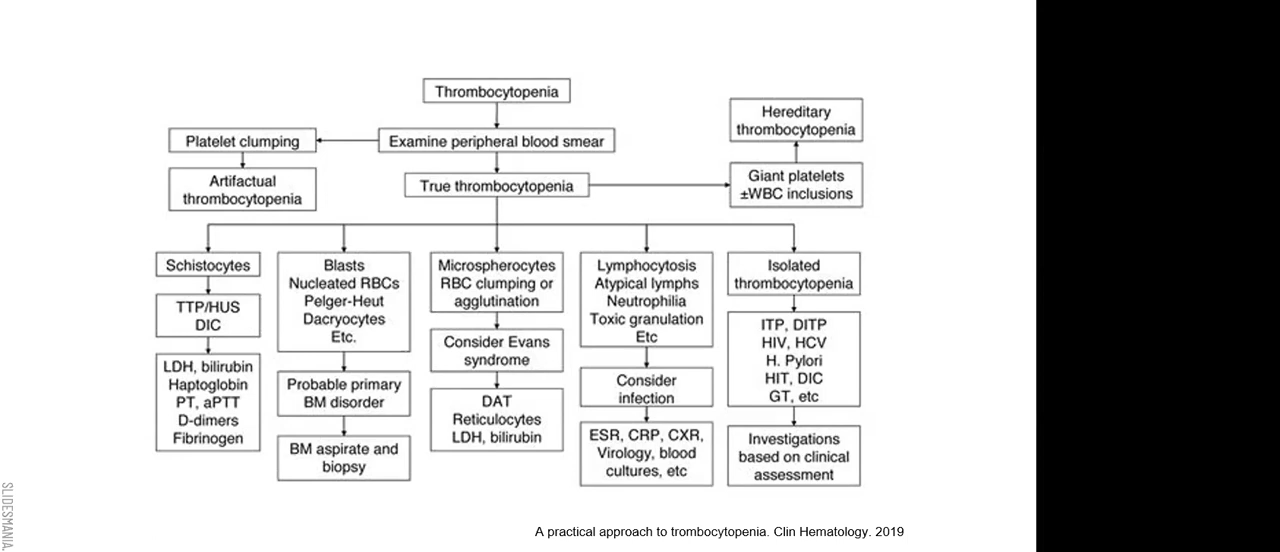 Thrombocytopenia
Hereditary
thrombocytopenia
Platelet clumping
Examine peripheral blood smear
Artifactual
thrombocytopenia
True thrombocytopenia
Giant platelets
±WBC inclusions
Schistocytes
TTP/HUS
DIC
LDH, bilirubin
Haptoglobin
PT, aPTT
D-dimers
Fibrinogen
Blasts
Nucleated RBCs
Pelger-Heut
Dacryocytes
Etc.
Probable primary
BM disorder
BM aspirate and
biopsy
Microspherocytes
RBC clumping or
agglutination
Consider Evans
syndrome
DAT
Reticulocytes
LDH, bilirubin
Lymphocytosis
Atypical lymphs
Neutrophilia
Toxic granulation
Etc
Consider
infection
ESR, CRP, CXR,
Virology, blood
cultures, etc
Isolated
thrombocytopenia
ITP, DITP
HIV, HCV
H. Pylori
HIT, DIC
GT, etc
Investigations
based on clinical
assessment
A practical approach to trombocytopenia. Clin Hematology. 2019
SLIDESMANIA.